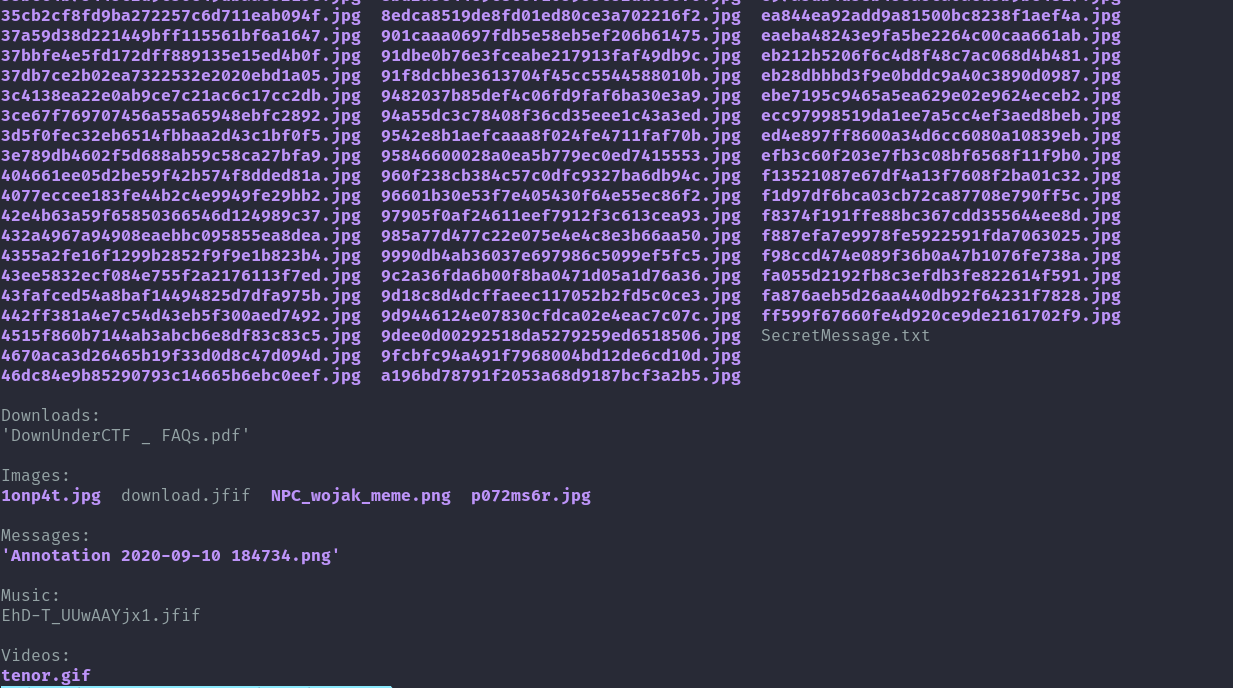 35cb2cf8fd9ba272257c6d711eab094f.jpg 8edca8519de8fd01ed80ce3a702216f2.jpg ea844ea92add9a81500bc8238f1aef4a.jpg
37a59d38d221449bff115561bf6a1647.jpg 901caaa0697fdb5e58eb5ef206b61475.jpg eaeba48243e9fa5be2264c00caa661ab.jpg
37bbfe4e5fd172dff889135e15ed4b0f.jpg 91dbe0b76e3fceabe217913faf49db9c.jpg eb212b5206f6c4d8f48c7ac068d4b481.jpg
37db7ce2b02ea7322532e2020ebd1a05.jpg 91f8dcbbe3613704f45cc5544588010b.jpg eb28dbbbd3f9e0bddc9a40c3890d0987.jpg
3c4138ea22e0ab9ce7c21ac6c17cc2db.jpg 9482037b85def4c06fd9faf6ba30e3a9.jpg ebe7195c9465a5ea629e02e9624eceb2.jpg
3ce67f769707456a55a65948ebfc2892.jpg 94a55dc3c78408f36cd35eee1c43a3ed.jpg ecc97998519da1ee7a5cc4ef3aed8beb.jpg
3d5f0fec32eb6514fbbaa2d43c1bf0f5.jpg 9542e8b1aefcaaa8f024fe4711faf70b.jpg ed4e897ff8600a34d6cc6080a10839eb.jpg
3e789db4602f5d688ab59c58ca27bfa9.jpg 95846600028a0ea5b779ec0ed7415553.jpg efb3c60f203e7fb3c08bf6568f11f9b0.jpg
404661ee05d2be59f42b574f8dded81a.jpg 960f238cb384c57c0dfc9327ba6db94c.jpg f13521087e67df4a13f7608f2ba01c32.jpg
4077eccee183fe44b2c4e9949fe29bb2.jpg 96601b30e53f7e405430f64e55ec86f2.jpg f1d97df6bca03cb72ca87708e790ff5c.jpg
42e4b63a59f65850366546d124989c37.jpg 97905f0af24611eef7912f3c613cea93.jpg f8374f191ffe88bc367cdd355644ee8d.jpg
432a4967a94908eaebbc095855ea8dea.jpg 985a77d477c22e075e4e4c8e3b66aa50.jpg f887efa7e9978fe5922591fda7063025.jpg
4355a2fe16f1299b2852f9f9e1b823b4.jpg 9990db4ab36037e697986c5099ef5fc5.jpg f98ccd474e089f36b0a47b1076fe738a.jpg
43ee5832ecf084e755f2a2176113f7ed.jpg 9c2a36fda6b00f8ba0471d05a1d76a36.jpg fa055d2192fb8c3efdb3fe822614f591.jpg
43fafced54a8baf14494825d7dfa975b.jpg 9d18c8d4dcffaeec117052b2fd5c0ce3.jpg fa876aeb5d26aa440db92f64231f7828.jpg
442ff381a4e7c54d43eb5f300aed7492.jpg 9d9446124e07830cfdca02e4eac7c07c.jpg ff599f67660fe4d920ce9de2161702f9.jpg
4515f860b7144ab3abcb6e8df83c83c5.jpg 9dee0d00292518da5279259ed6518506.jpg SecretMessage.txt
4670aca3d26465b19f33d0d8c47d094d.jpg 9fcbfc94a491f7968004bd12de6cd10d.jpg
46dc84e9b85290793c14665b6ebc0eef.jpg a196bd78791f2053a68d9187bcf3a2b5.jpg
Downloads:
'DownUnderCTF _ FAQs.pdf'
Images:
1onp4t.jpg download.jfif NPC_wojak_meme.png p072ms6r.jpg
Messages:
'Annotation 2020-09-10 184734.png'
Music:
EhD-T_UUwAAYjx1.jfif
Videos:
tenor.gif